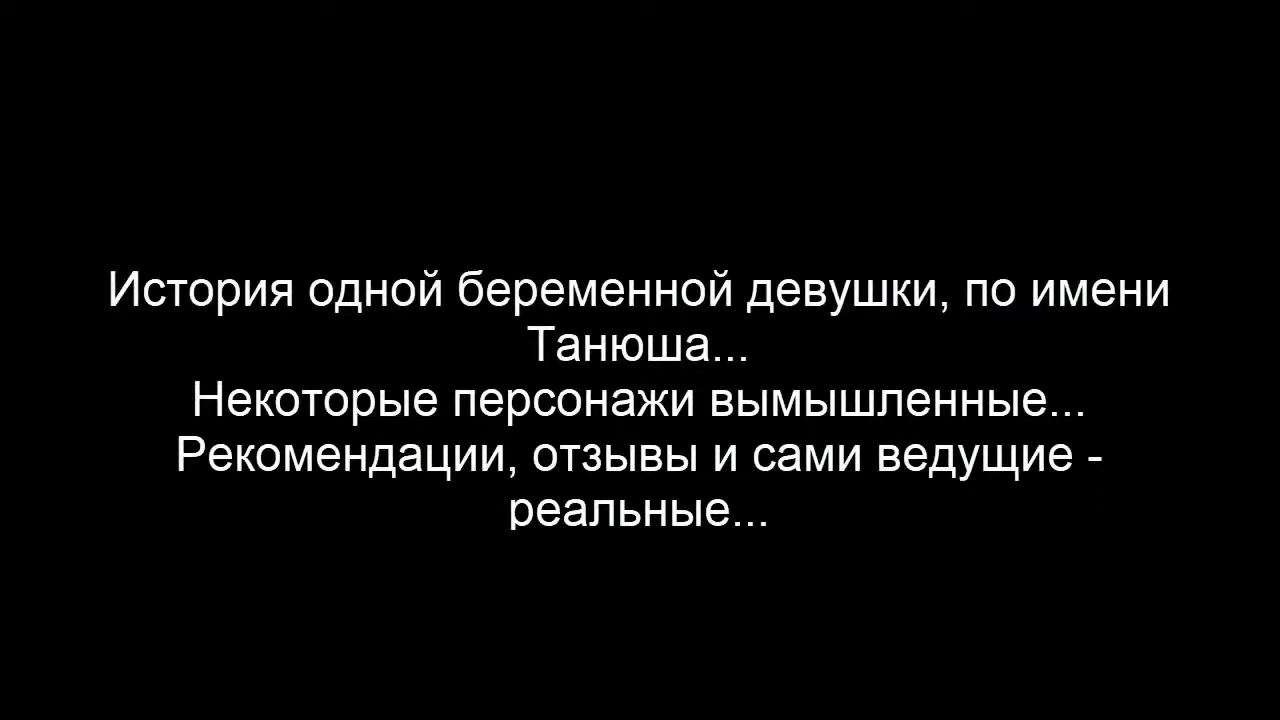 История одной беременной девушки, по имени
Танюша...
Некоторые персонажи вымышленные...
Рекомендации, отзывы и сами ведущие -
реальные...